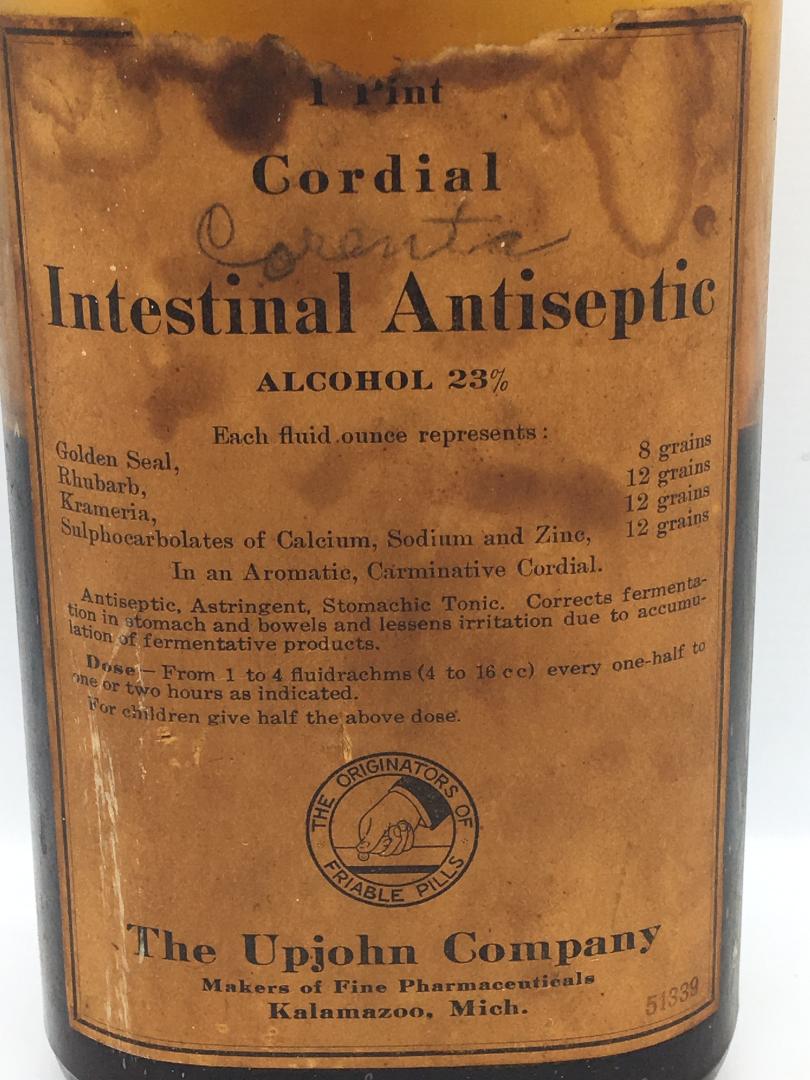 1 Pint
Cordial
Corenta
Intestinal Antiseptic
ALCOHOL 23%
Each fluid ounce represents:
Golden Seal, 8 grains
Rhubarb, 12 grains
Krameria, 12 grains
Sulphocarbolates of Calcium, Sodium and Zinc, 12 grains
In an Aromatic, Carminative Cordial.
Antiseptic, Astringent, Stomachic Tonic. Corrects fermenta-
tion in stomach and bowels and lessens irritation due to accumu-
lation of fermentative products.
Dose—From 1 to 4 fluidrachms (4 to 16 cc) every one-half to
one or two hours as indicated.
For children give half the above dose.
THE ORIGINATORS OF
FRIABLE PILLS
The Upjohn Company
Makers of Fine Pharmaceuticals
Kalamazoo, Mich.
51339